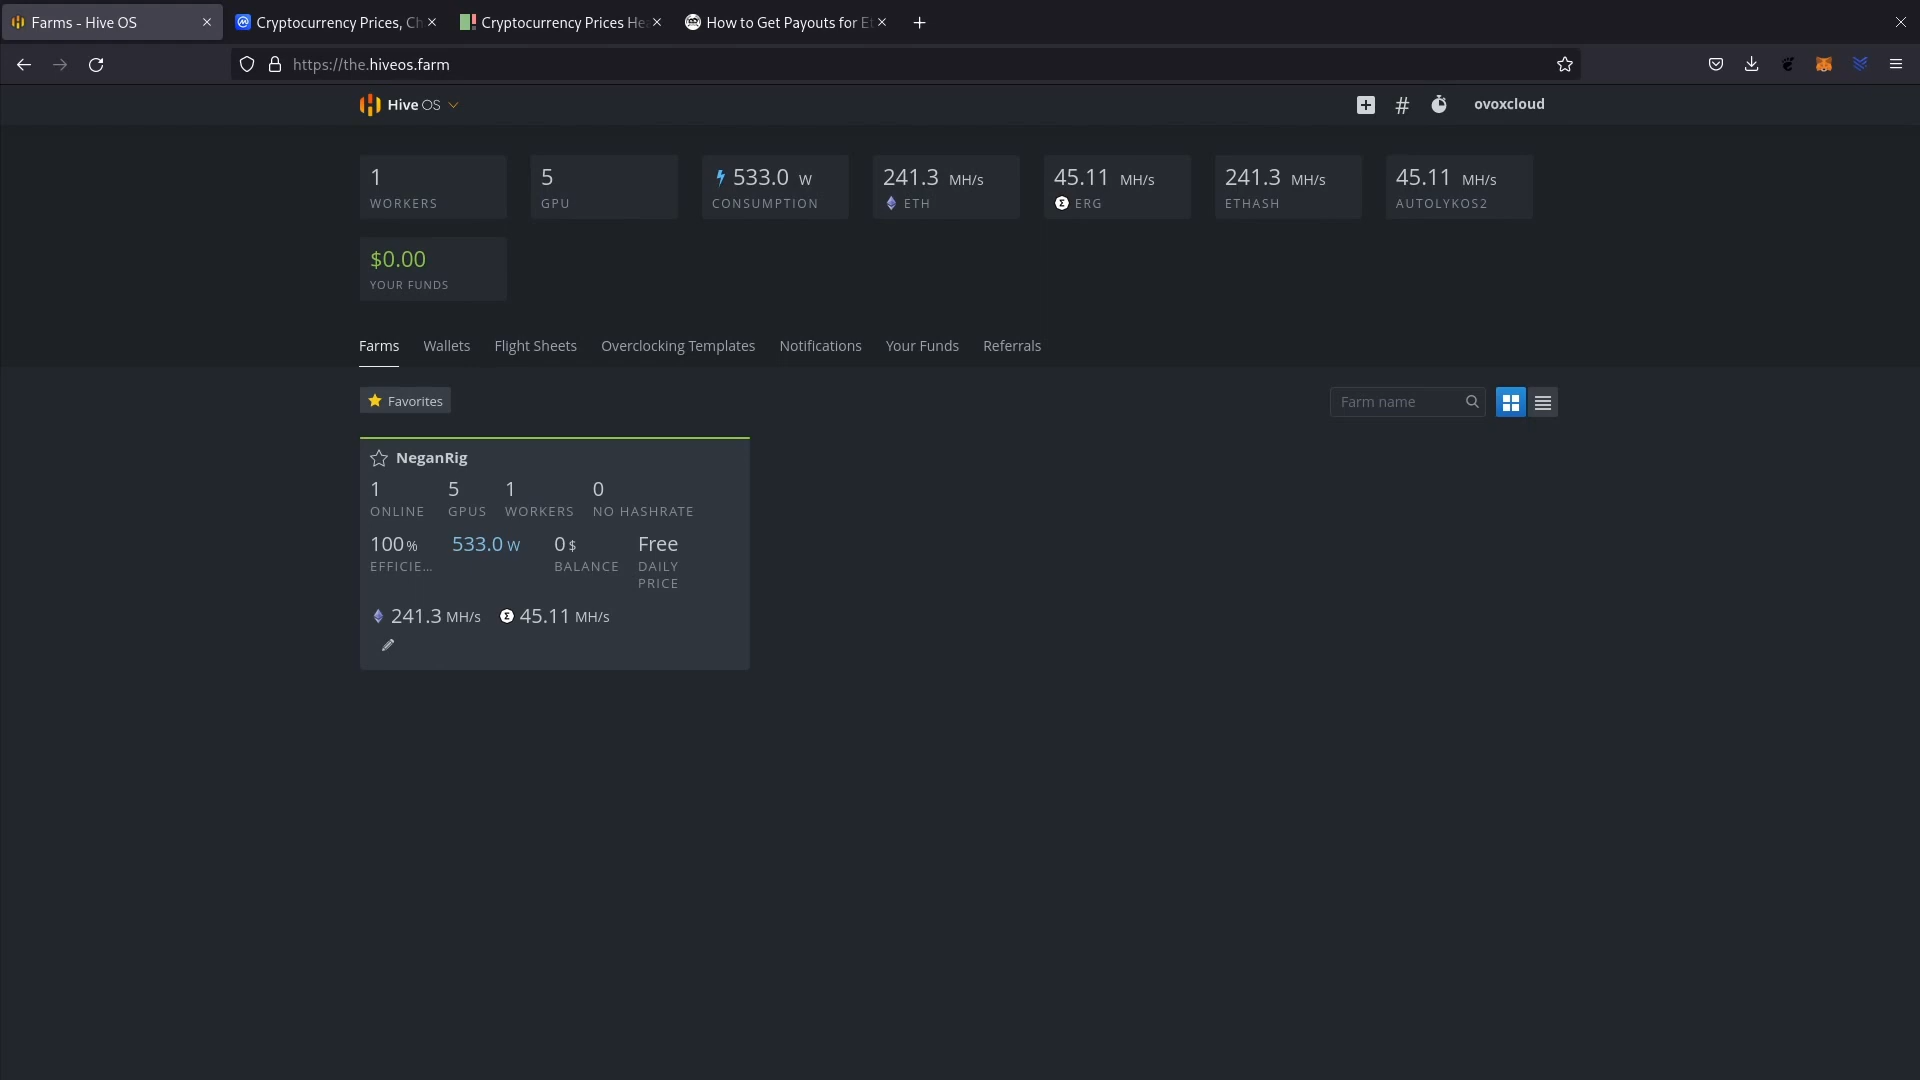 Farms - Hive OS
Cryptocurrency Prices, Ch
Cryptocurrency Prices He
How to Get Payouts for Et
https://the.hiveos.farm
Hive OS
ovoxcloud
1
WORKERS
5
GPU
533.0 W
CONSUMPTION
241.3 MH/s
ETH
45.11 MH/s
ERG
241.3 MH/s
ETHASH
45.11 MH/s
AUTOLYKOS2
$0.00
YOUR FUNDS
Farms Wallets Flight Sheets Overclocking Templates Notifications Your Funds Referrals
Favorites
Farm name
NeganRig
1 5 1 0
ONLINE GPUS WORKERS NO HASHRATE
100 % 533.0 W 0 $ Free
EFFICIE... BALANCE DAILY
PRICE
241.3 MH/s 45.11 MH/s